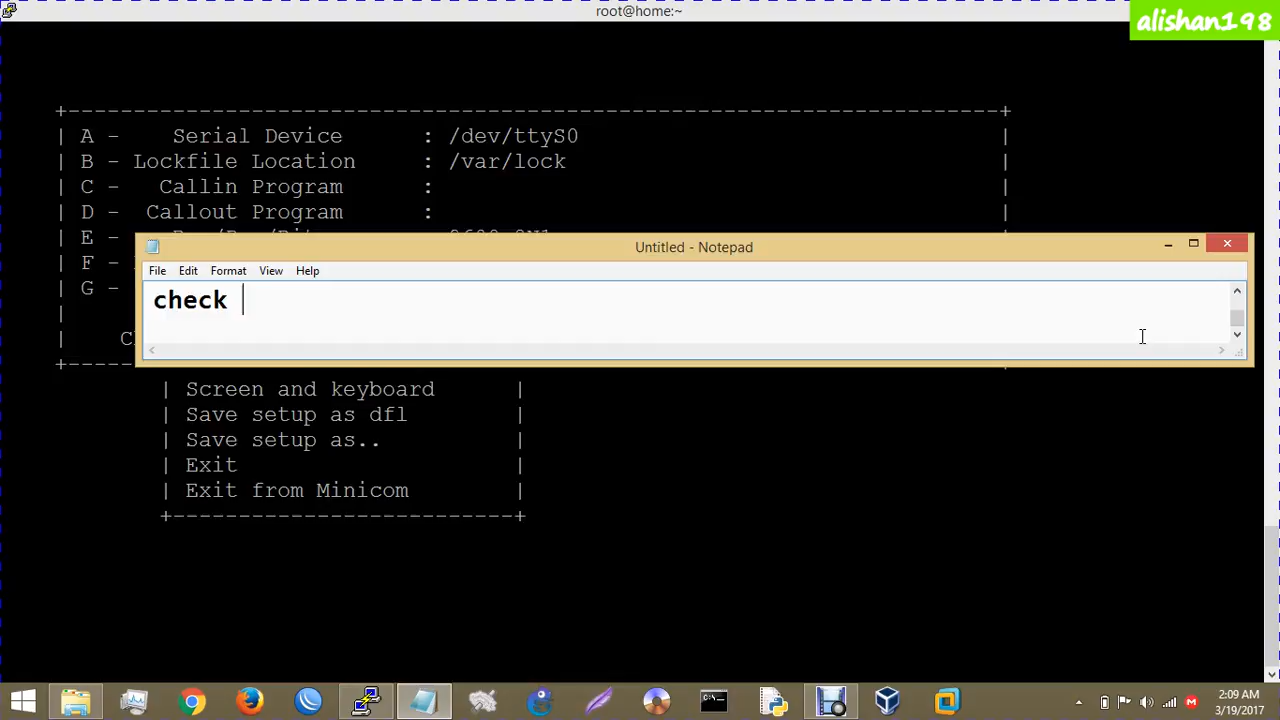 root@home:~
alishan198
A - Serial Device : /dev/ttyS0
B - Lockfile Location : /var/lock
C - Callin Program :
D - Callout Program :
E -
Untitled - Notepad
F -
File Edit Format View Help
G -
check
Screen and keyboard
Save setup as dfl
Save setup as..
Exit
Exit from Minicom
2:09 AM
3/19/2017